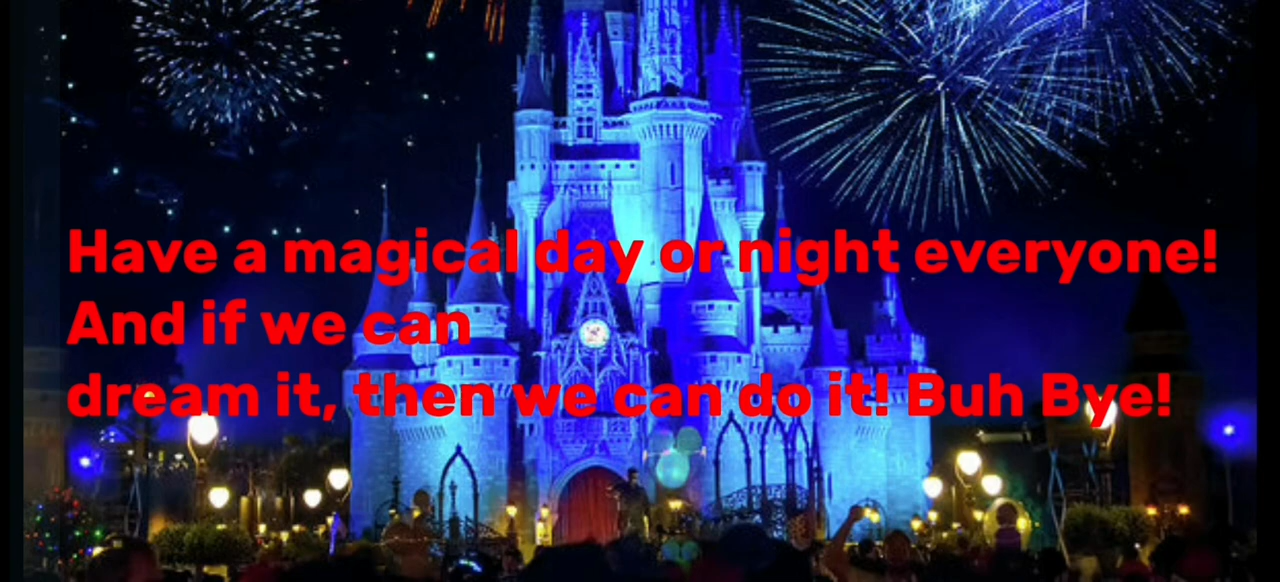 Have a magical day or night everyone!
And if we can
dream it, then we can do it! Buh Bye!